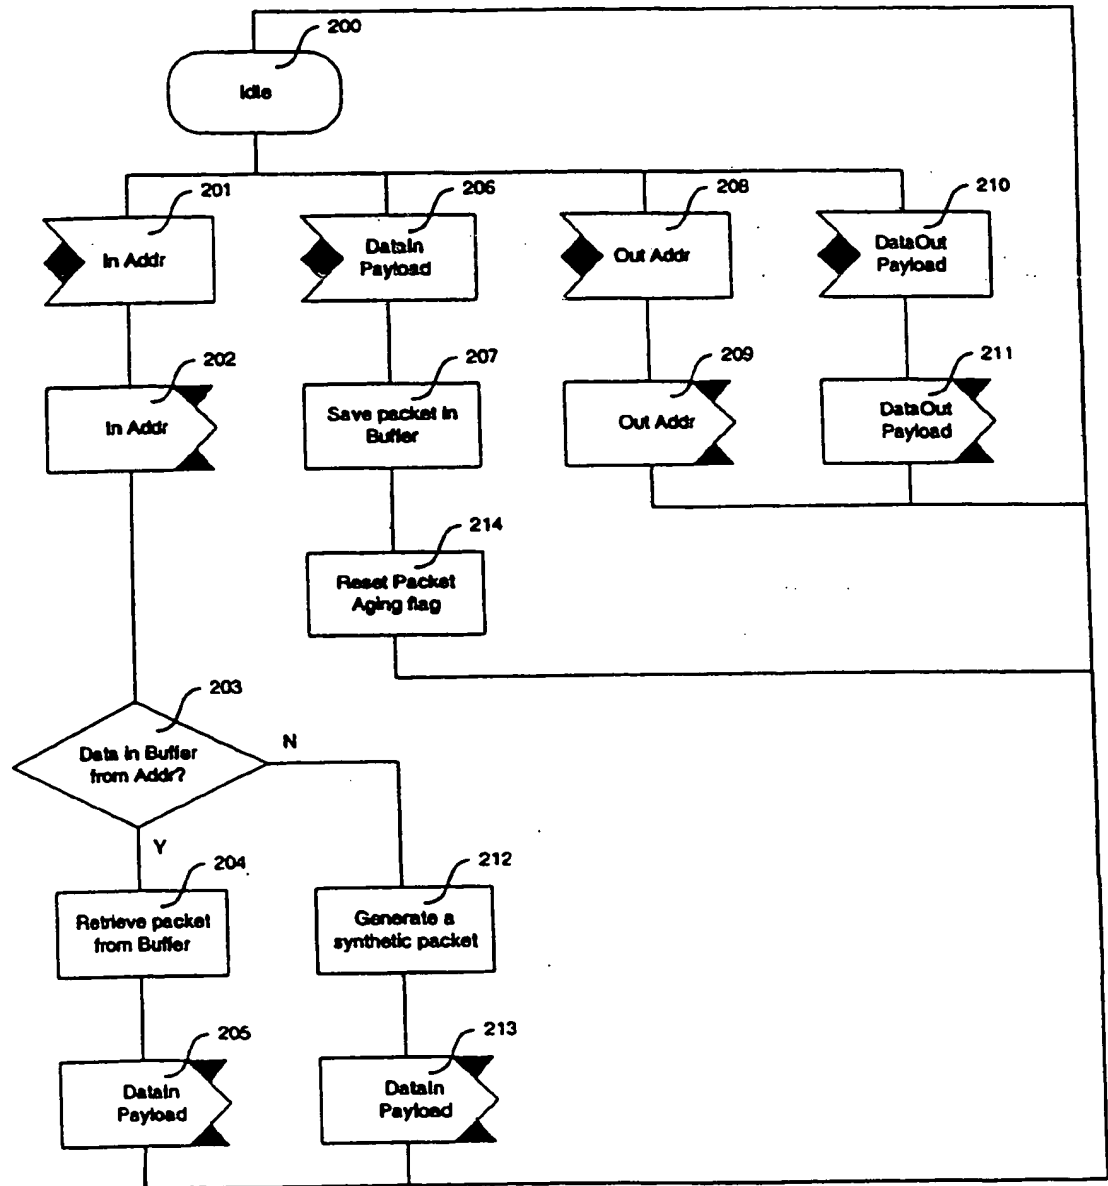 200
Idle
201
206
208
210
In Addr
DataIn
Payload
Out Addr
DataOut
Payload
202
207
209
211
In Addr
Save packet in
Buffer
Out Addr
DataOut
Payload
214
Reset Packet
Aging flag
203
Data in Buffer
from Addr?
N
Y
204
212
Retrieve packet
from Buffer
Generate a
synthetic packet
205
213
DataIn
Payload
DataIn
Payload